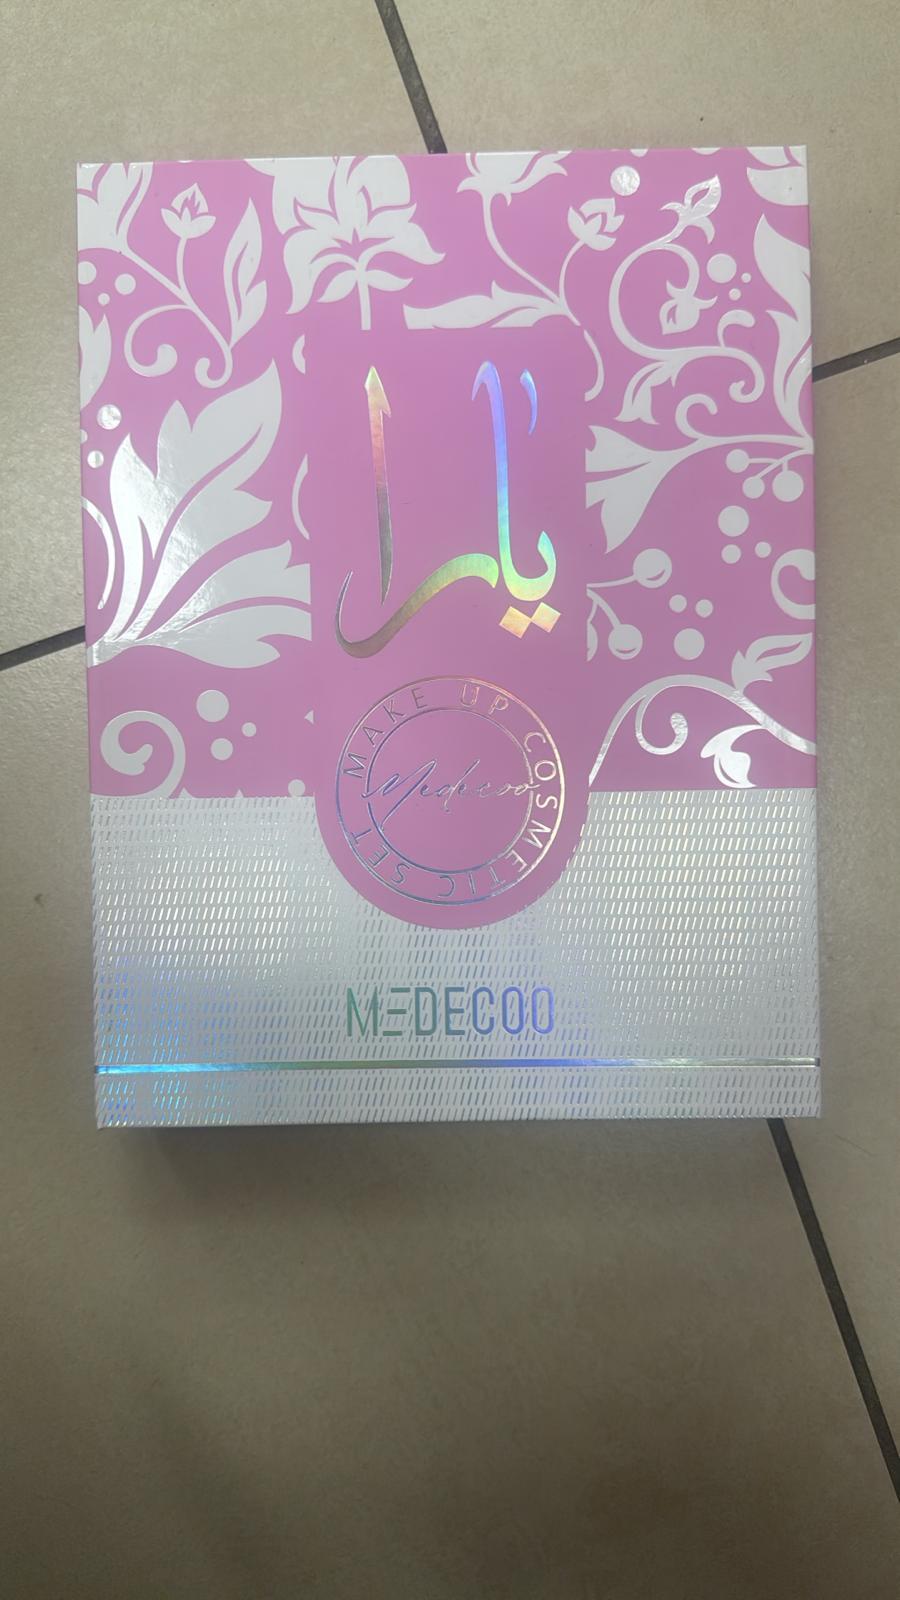 يارا
MAKE UP COSMETIC SET
Medecoo
MEDECOO